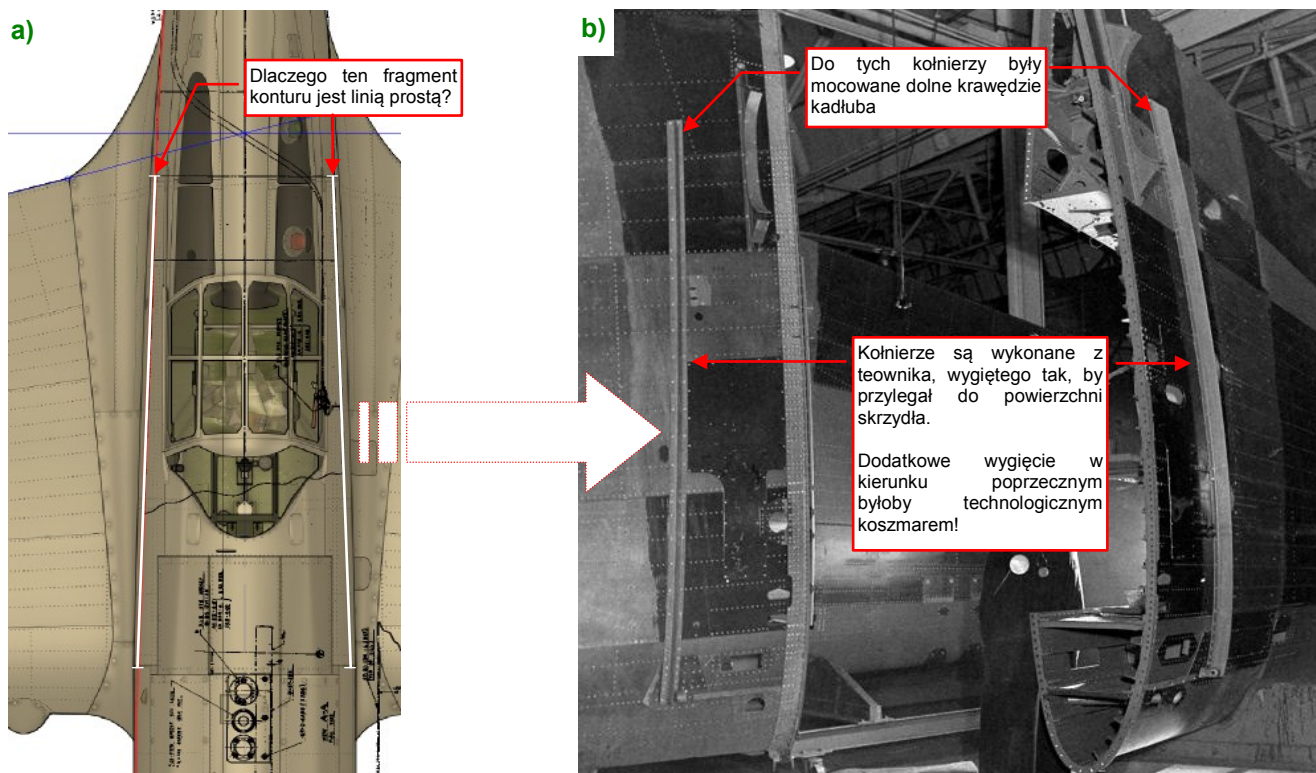 a)
Dlaczego ten fragment
konturu jest linią prostą?
b)
Do tych kołnierzy były
mocowane dolne krawędzie
kadłuba
Kołnierze są wykonane z
teownika, wygiętego tak, by
przylegał do powierzchni
skrzydła.
Dodatkowe wygięcie w
kierunku poprzecznym
byłoby technologicznym
koszmarem!